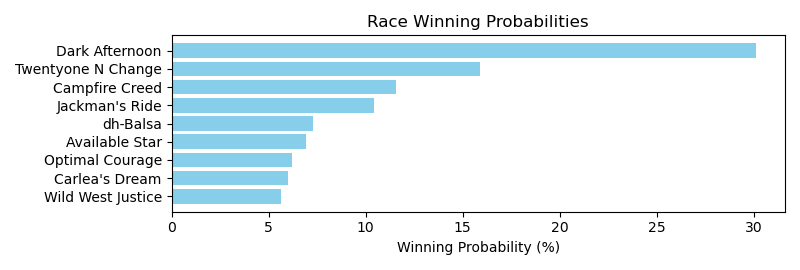 Race Winning Probabilities
Dark Afternoon
Twentyone N Change
Campfire Creed
Jackman's Ride
dh-Balsa
Available Star
Optimal Courage
Carlea's Dream
Wild West Justice
0 5 10 15 20 25 30
Winning Probability (%)